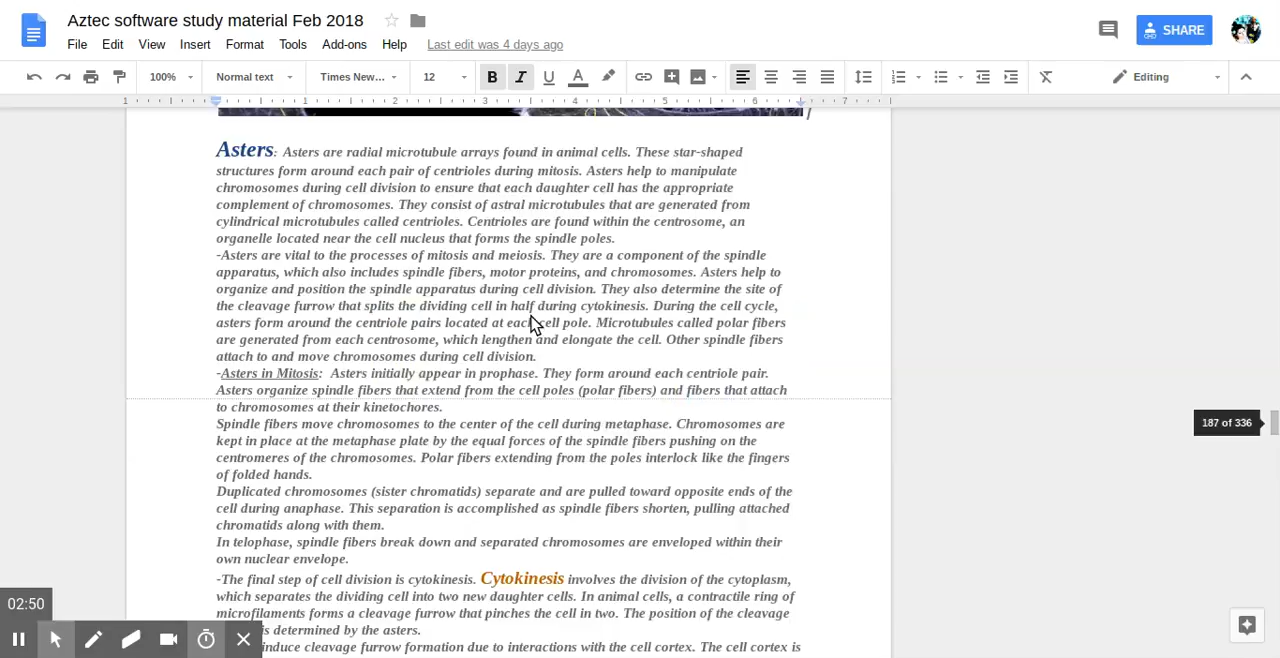 Aztec software study material Feb 2018
File Edit View Insert Format Tools Add-ons Help Last edit was 4 days ago
SHARE
100% Normal text Times New... 12 B I U A Editing
1 1 2 3 4 5 6 7
Asters: Asters are radial microtubule arrays found in animal cells. These star-shaped
structures form around each pair of centrioles during mitosis. Asters help to manipulate
chromosomes during cell division to ensure that each daughter cell has the appropriate
complement of chromosomes. They consist of astral microtubules that are generated from
cylindrical microtubules called centrioles. Centrioles are found within the centrosome, an
organelle located near the cell nucleus that forms the spindle poles.
-Asters are vital to the processes of mitosis and meiosis. They are a component of the spindle
apparatus, which also includes spindle fibers, motor proteins, and chromosomes. Asters help to
organize and position the spindle apparatus during cell division. They also determine the site of
the cleavage furrow that splits the dividing cell in half during cytokinesis. During the cell cycle,
asters form around the centriole pairs located at each cell pole. Microtubules called polar fibers
are generated from each centrosome, which lengthen and elongate the cell. Other spindle fibers
attach to and move chromosomes during cell division.
-Asters in Mitosis: Asters initially appear in prophase. They form around each centriole pair.
Asters organize spindle fibers that extend from the cell poles (polar fibers) and fibers that attach
to chromosomes at their kinetochores.
187 of 336
Spindle fibers move chromosomes to the center of the cell during metaphase. Chromosomes are
kept in place at the metaphase plate by the equal forces of the spindle fibers pushing on the
centromeres of the chromosomes. Polar fibers extending from the poles interlock like the fingers
of folded hands.
Duplicated chromosomes (sister chromatids) separate and are pulled toward opposite ends of the
cell during anaphase. This separation is accomplished as spindle fibers shorten, pulling attached
chromatids along with them.
In telophase, spindle fibers break down and separated chromosomes are enveloped within their
own nuclear envelope.
-The final step of cell division is cytokinesis. Cytokinesis involves the division of the cytoplasm,
which separates the dividing cell into two new daughter cells. In animal cells, a contractile ring of
microfilaments forms a cleavage furrow that pinches the cell in two. The position of the cleavage
is determined by the asters.
induce cleavage furrow formation due to interactions with the cell cortex. The cell cortex is
02:50